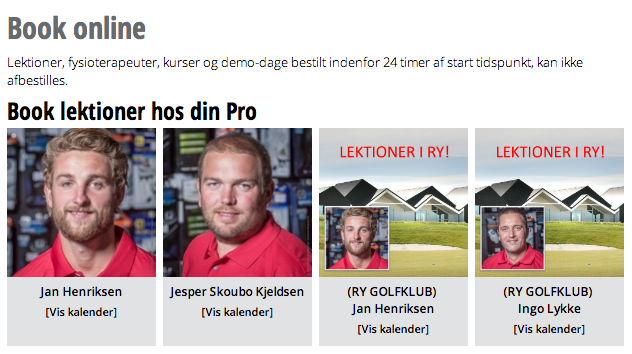 Book online
Lektioner, fysioterapeuter, kurser og demo-dage bestilt indenfor 24 timer af start tidspunkt, kan ikke
afbestilles.
Book lektioner hos din Pro
LEKTIONER I RY!
LEKTIONER I RY!
Jan Henriksen
[Vis kalender]
Jesper Skoubo Kjeldsen
[Vis kalender]
(RY GOLFKLUB)
Jan Henriksen
[Vis kalender]
(RY GOLFKLUB)
Ingo Lykke
[Vis kalender]